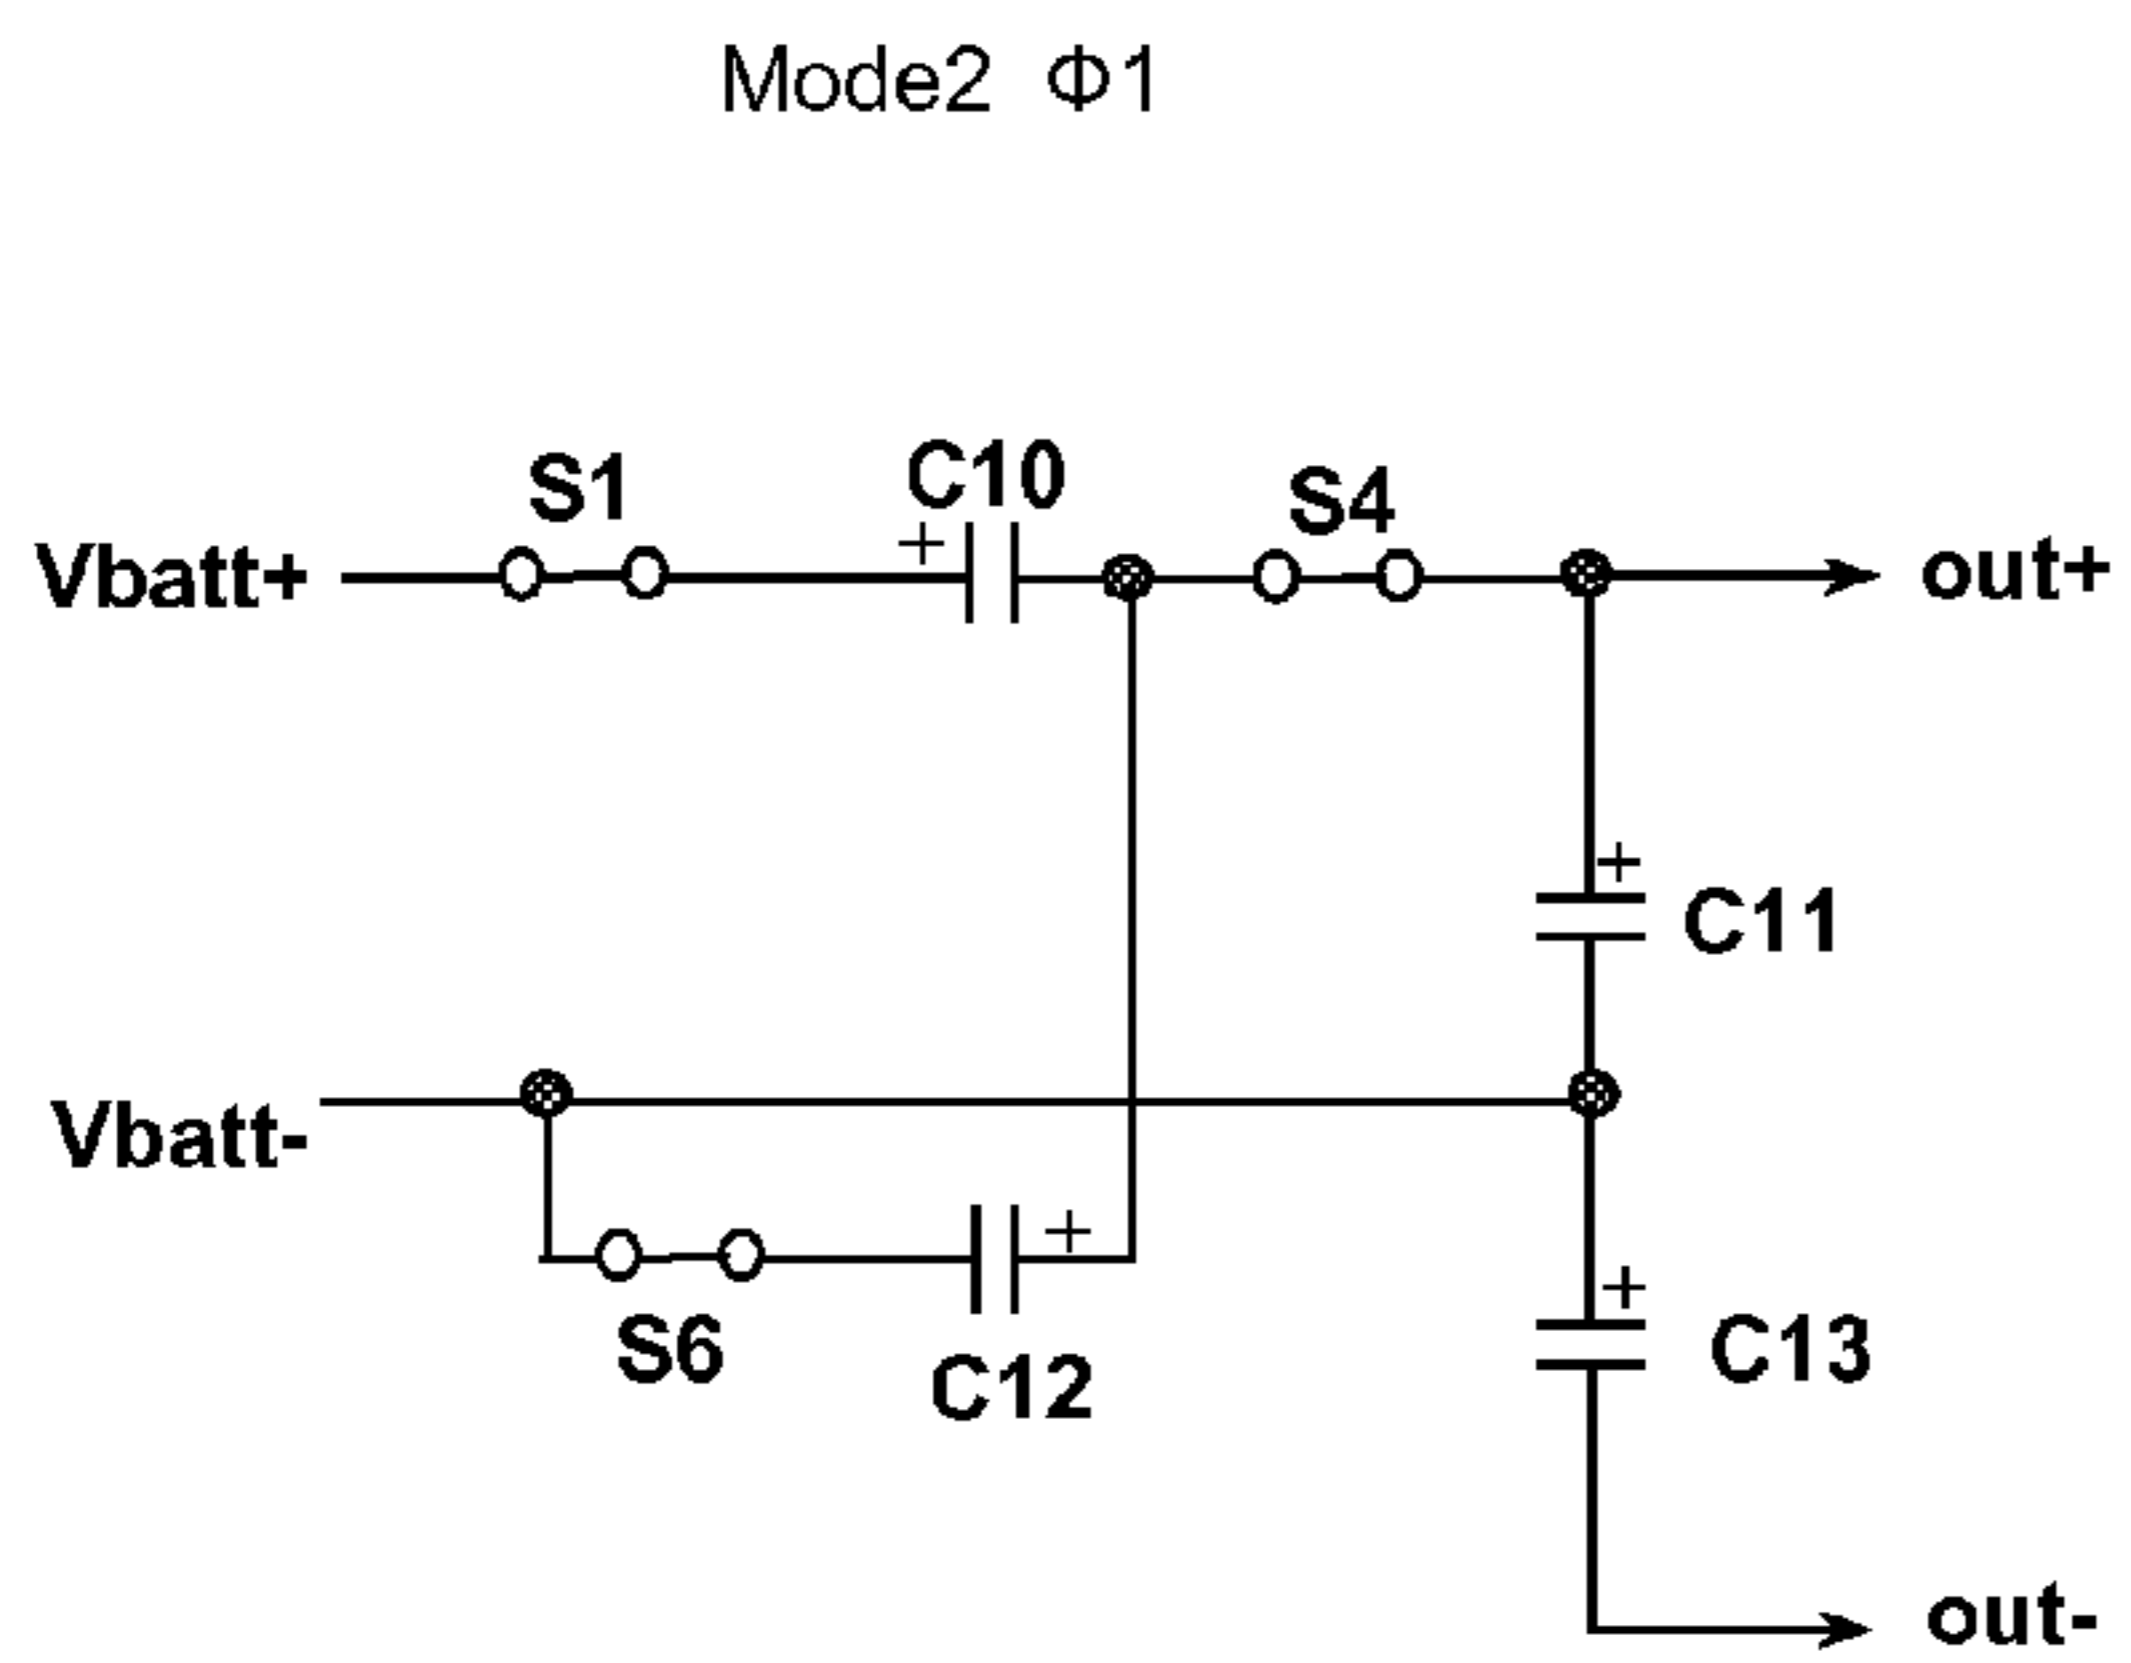 Mode2 Φ1
C10
S1
S4
+
Vbatt+
out+
+
C11
Vbatt-
+
+
S6
C13
C12
out-